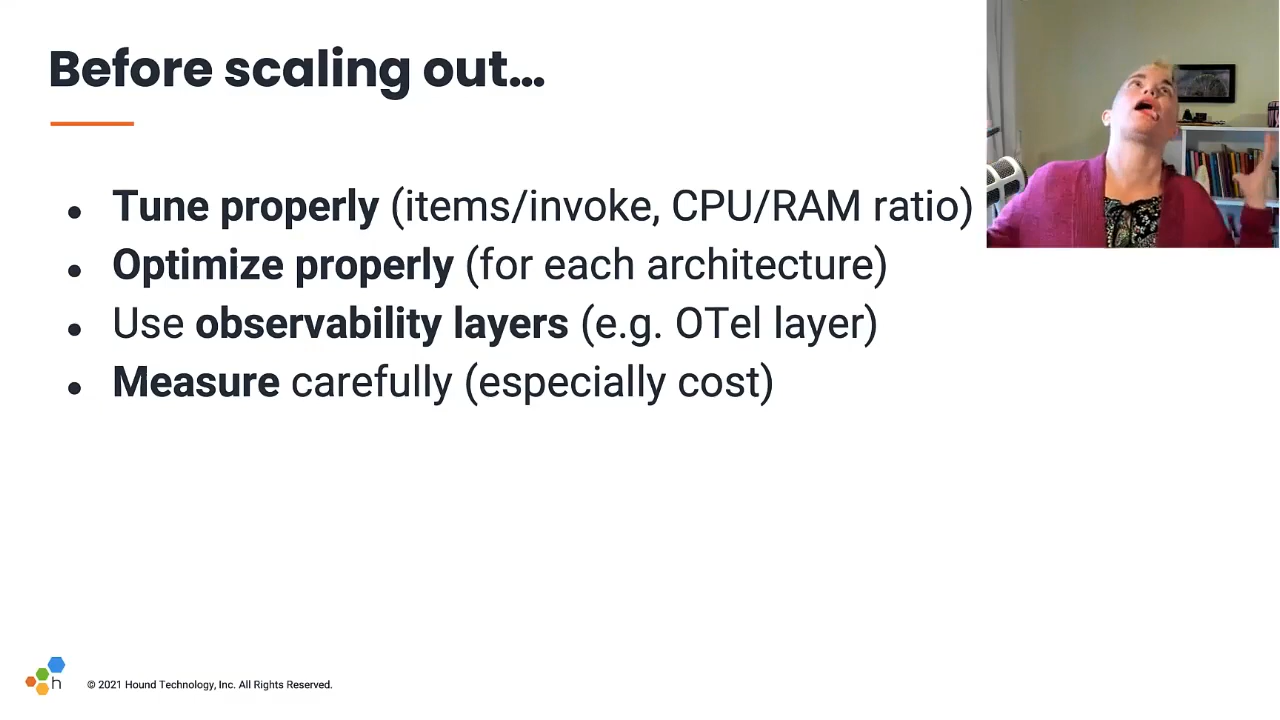 Before scaling out…
● Tune properly (items/invoke, CPU/RAM ratio)
● Optimize properly (for each architecture)
● Use observability layers (e.g. OTel layer)
● Measure carefully (especially cost)
h
© 2021 Hound Technology, Inc. All Rights Reserved.